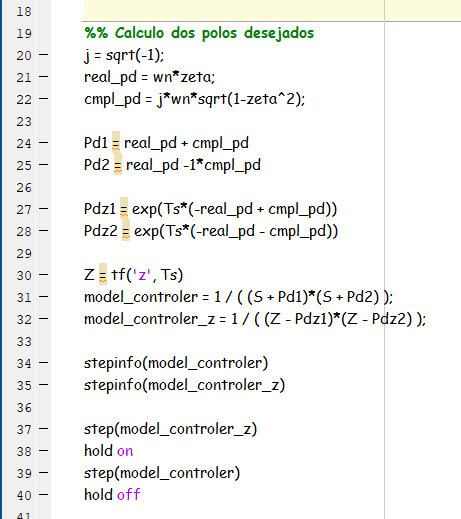 18
19 %% Calculo dos polos desejados
20 – j = sqrt(-1);
21 – real_pd = wn*zeta;
22 – cmpl_pd = j*wn*sqrt(1-zeta^2);
23
24 – Pd1 = real_pd + cmpl_pd
25 – Pd2 = real_pd -1*cmpl_pd
26
27 – Pdz1 = exp(Ts*(-real_pd + cmpl_pd))
28 – Pdz2 = exp(Ts*(-real_pd - cmpl_pd))
29
30 – Z = tf('z', Ts)
31 – model_controler = 1 / ( (S + Pd1)*(S + Pd2) );
32 – model_controler_z = 1 / ( (Z - Pdz1)*(Z - Pdz2) );
33
34 – stepinfo(model_controler)
35 – stepinfo(model_controler_z)
36
37 – step(model_controler_z)
38 – hold on
39 – step(model_controler)
40 – hold off
41